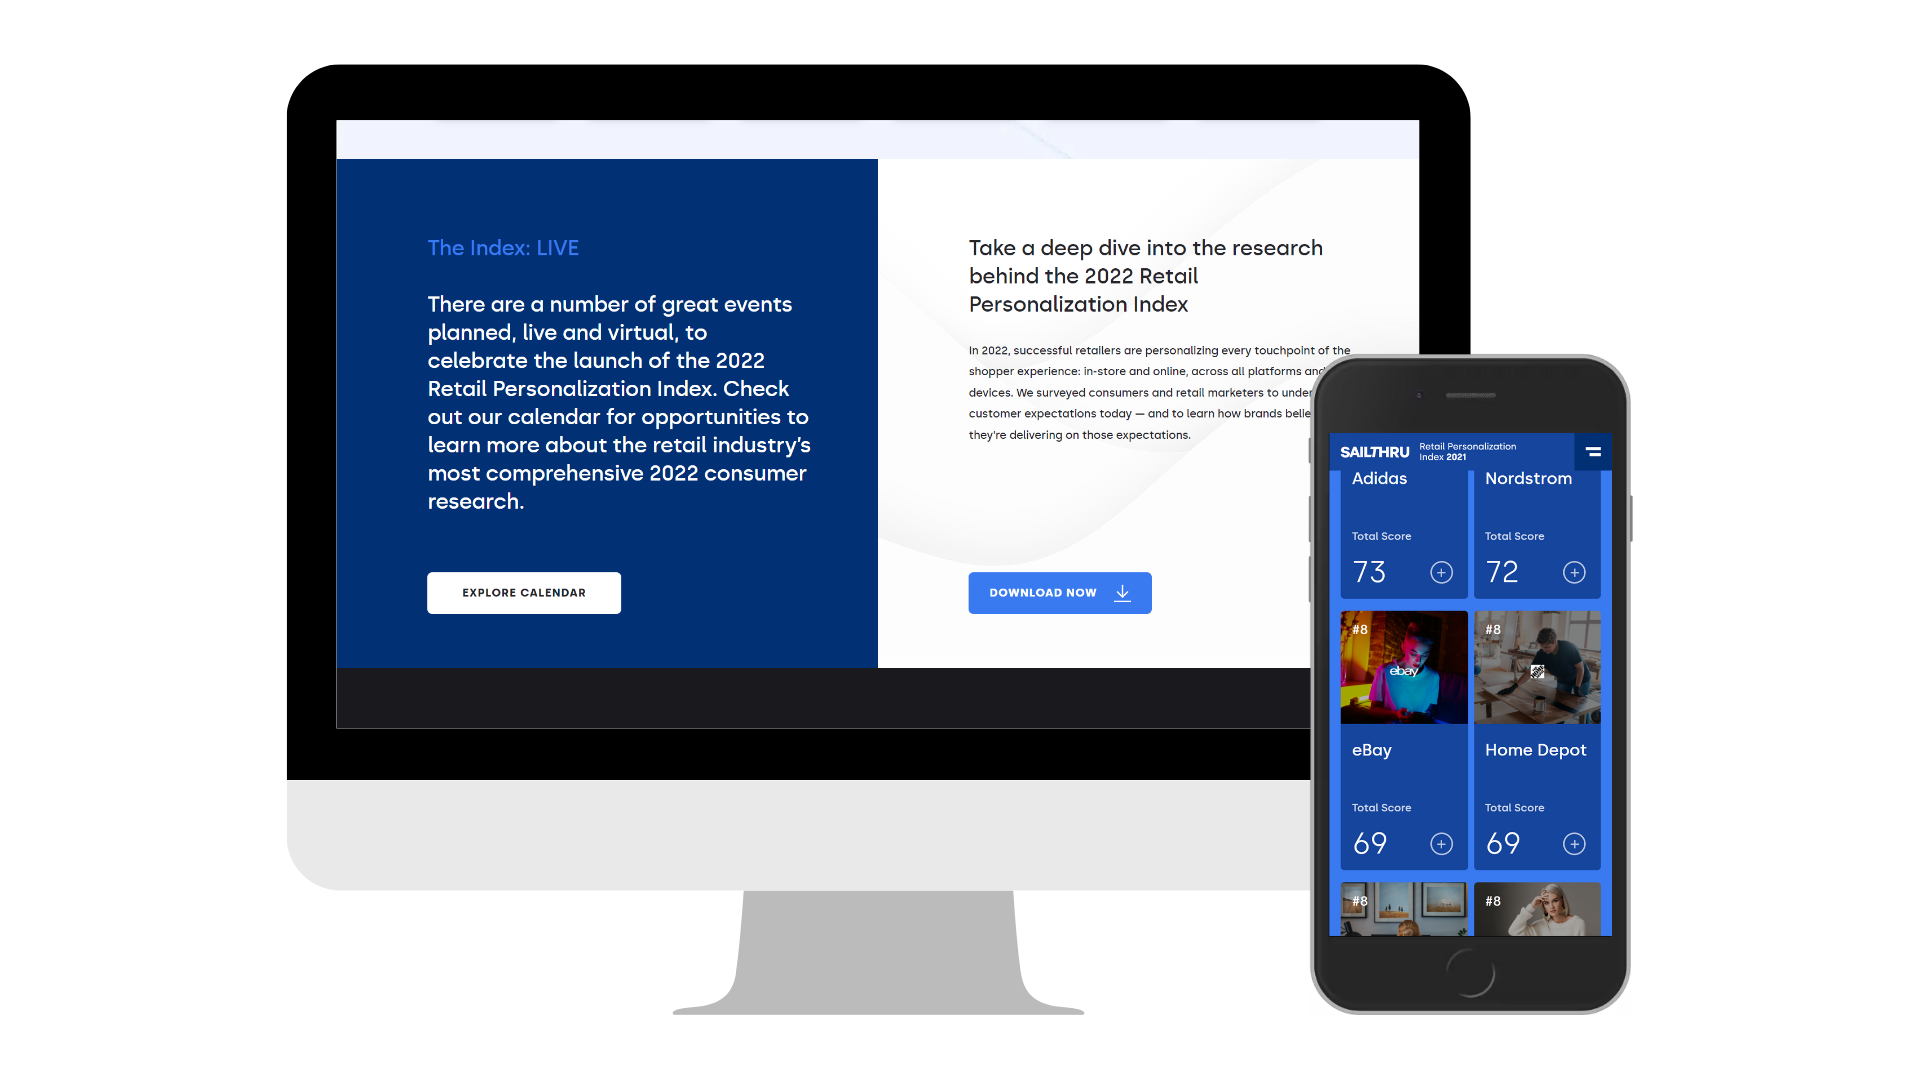 The Index: LIVE
There are a number of great events
planned, live and virtual, to
celebrate the launch of the 2022
Retail Personalization Index. Check
out our calendar for opportunities to
learn more about the retail industry's
most comprehensive 2022 consumer
research.
EXPLORE CALENDAR
Take a deep dive into the research
behind the 2022 Retail
Personalization Index
In 2022, successful retailers are personalizing every touchpoint of the
shopper experience: in-store and online, across all platforms and
devices. We surveyed consumers and retail marketers to
customer expectations today — and to learn how brands
they're delivering on those expectations.
DOWNLOAD NOW
SAILTHRU
Retail Personalization
Index 2021
Adidas
Total Score
73
Nordstrom
Total Score
72
#8
ebay
eBay
Total Score
69
#8
Home Depot
Total Score
69
#8
#8